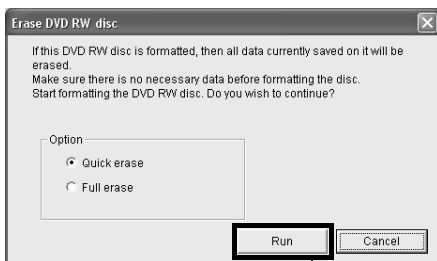 Erase DVD RW disc
If this DVD RW disc is formatted, then all data currently saved on it will be
erased.
Make sure there is no necessary data before formatting the disc.
Start formatting the DVD RW disc. Do you wish to continue?
Option
Quick erase
Full erase
Run
Cancel